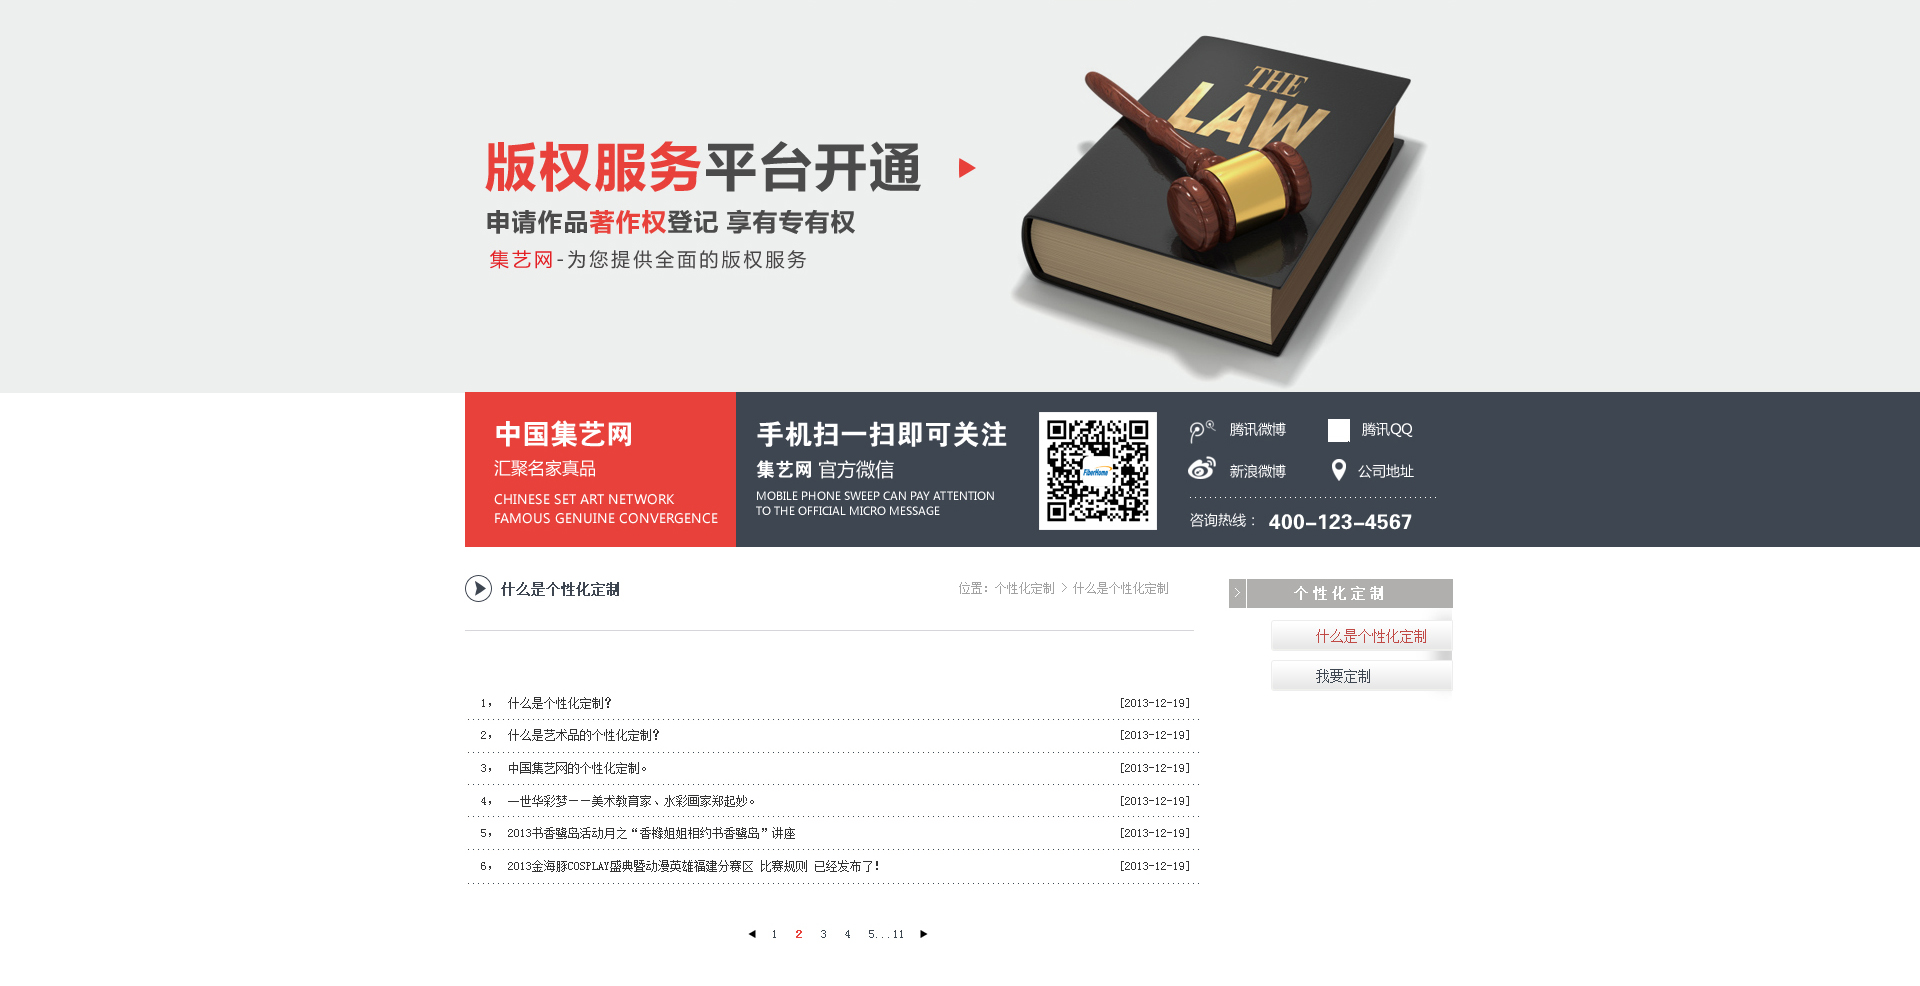 THE
LAW
版权服务平台开通
申请作品著作权登记 享有专有权
集艺网-为您提供全面的版权服务
中国集艺网
汇聚名家真品
CHINESE SET ART NETWORK
FAMOUS GENUINE CONVERGENCE
手机扫一扫即可关注
集艺网 官方微信
MOBILE PHONE SWEEP CAN PAY ATTENTION
TO THE OFFICIAL MICRO MESSAGE
FiberHome
腾讯微博
腾讯QQ
新浪微博
公司地址
咨询热线： 400-123-4567
什么是个性化定制
位置：个性化定制 > 什么是个性化定制
个性化定制
什么是个性化定制
我要定制
1， 什么是个性化定制？ [2013-12-19]
2， 什么是艺术品的个性化定制？ [2013-12-19]
3， 中国集艺网的个性化定制。 [2013-12-19]
4， 一世华彩梦——美术教育家、水彩画家郑起妙。 [2013-12-19]
5， 2013书香鹭岛活动月之“香橼姐姐相约书香鹭岛”讲座 [2013-12-19]
6， 2013金海豚COSPLAY盛典暨动漫英雄福建分赛区 比赛规则 已经发布了！ [2013-12-19]
1 2 3 4 5...11